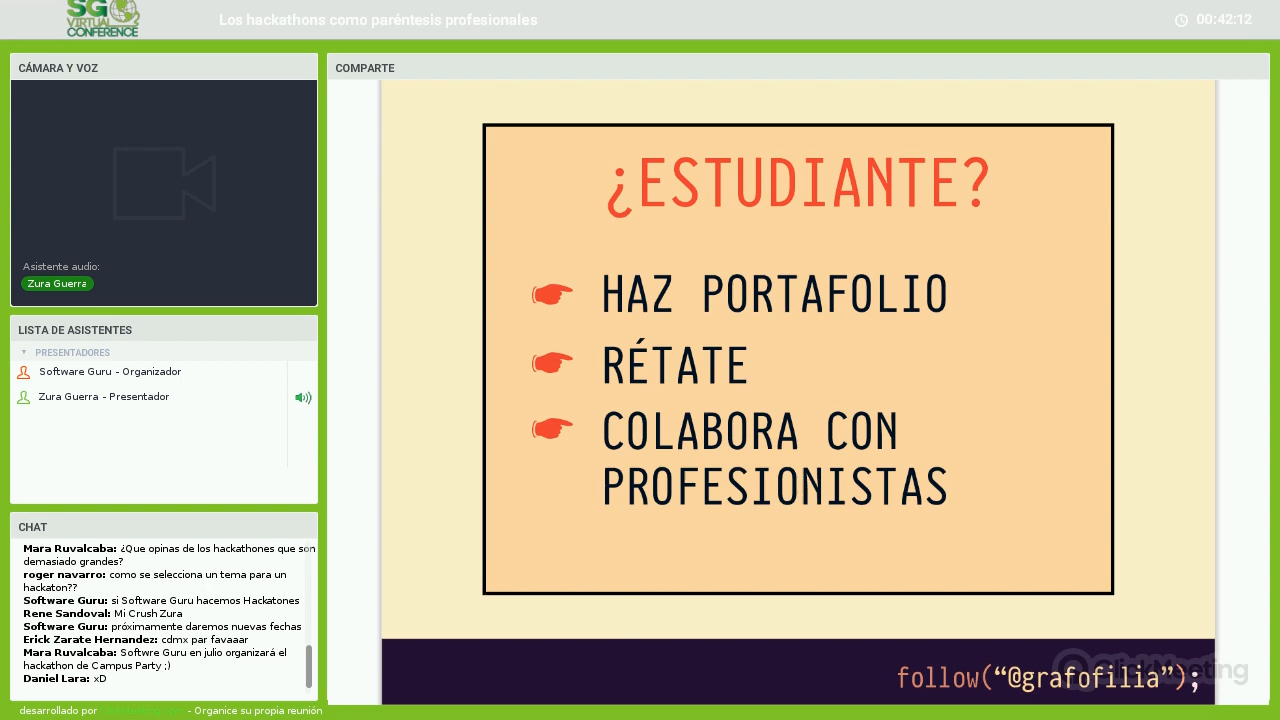 SG
VIRTUAL
CONFERENCE
Los hackathons como paréntesis profesionales
00:42:12
CÁMARA Y VOZ
Asistente audio:
Zura Guerra
LISTA DE ASISTENTES
PRESENTADORES
Software Guru - Organizador
Zura Guerra - Presentador
CHAT
Mara Ruvalcaba: ¿Que opinas de los hackathones que son
demasiado grandes?
roger navarro: como se selecciona un tema para un
hackaton??
Software Guru: si Software Guru hacemos Hackatones
Rene Sandoval: Mi Crush Zura
Software Guru: próximamente daremos nuevas fechas
Erick Zarate Hernandez: cdmx par favaaar
Mara Ruvalcaba: Softwre Guru en julio organizará el
hackathon de Campus Party ;)
Daniel Lara: xD
desarrollado por - Organice su propia reunión
COMPARTE
¿ESTUDIANTE?
HAZ PORTAFOLIO
RÉTATE
COLABORA CON
PROFESIONISTAS
follow("@grafofilia");
ClickMeeting